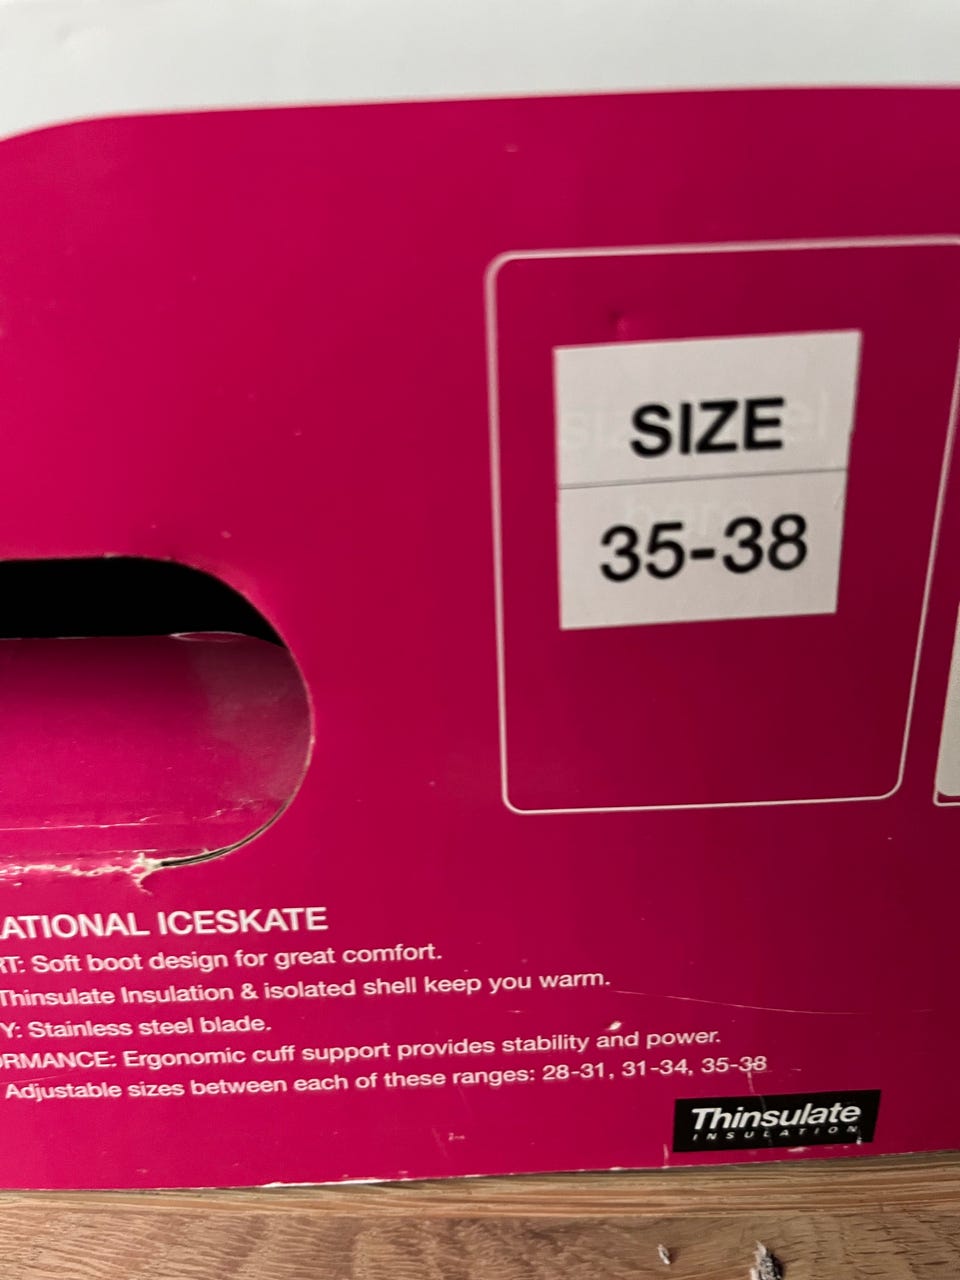 SIZE
35-38
ATIONAL ICESKATE
RT: Soft boot design for great comfort.
Thinsulate Insulation & isolated shell keep you warm.
Y: Stainless steel blade.
ORMANCE: Ergonomic cuff support provides stability and power.
Adjustable sizes between each of these ranges: 28-31, 31-34, 35-38
Thinsulate
INSULATION